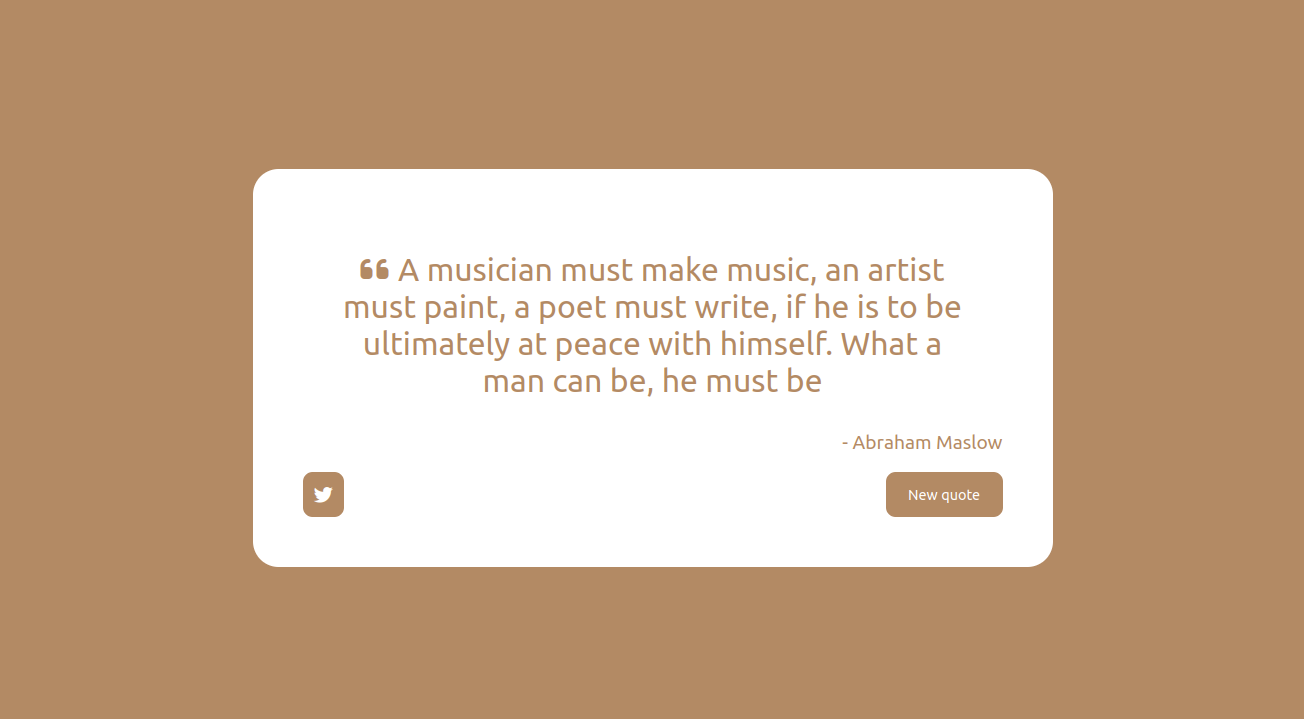 ❝ A musician must make music, an artist
must paint, a poet must write, if he is to be
ultimately at peace with himself. What a
man can be, he must be
- Abraham Maslow
New quote